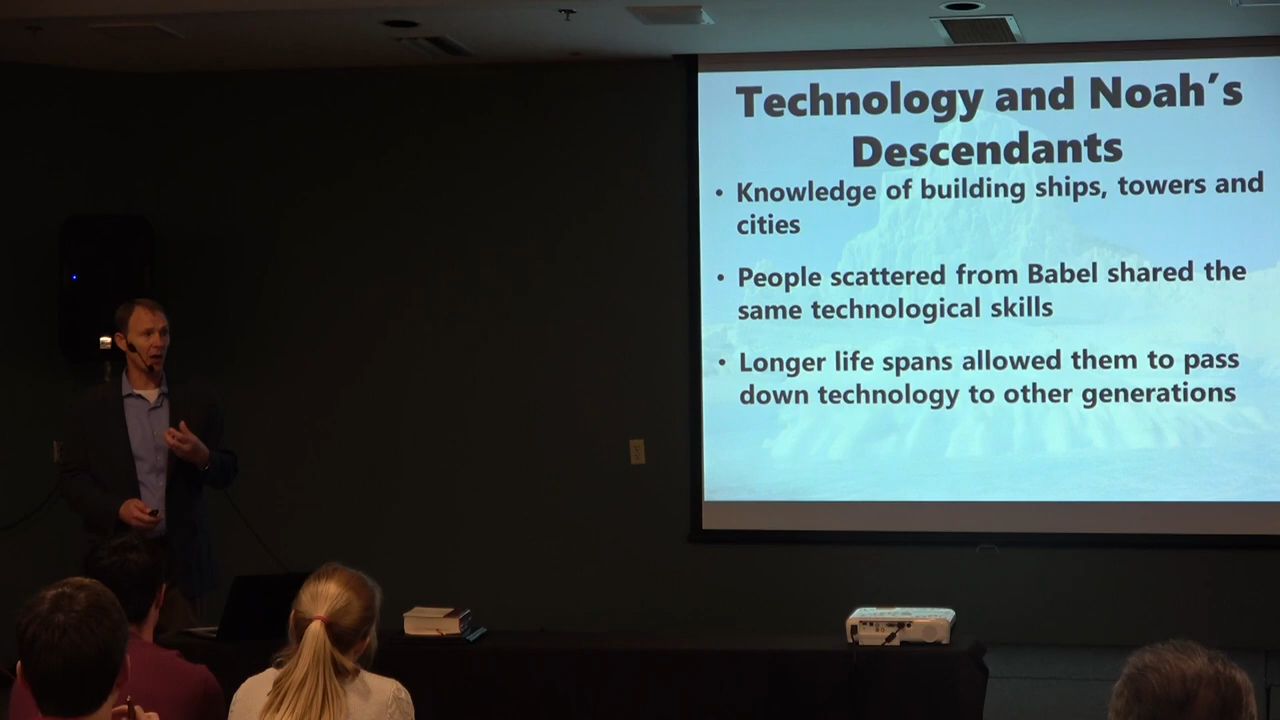 Technology and Noah's
Descendants
• Knowledge of building ships, towers and
cities
• People scattered from Babel shared the
same technological skills
• Longer life spans allowed them to pass
down technology to other generations